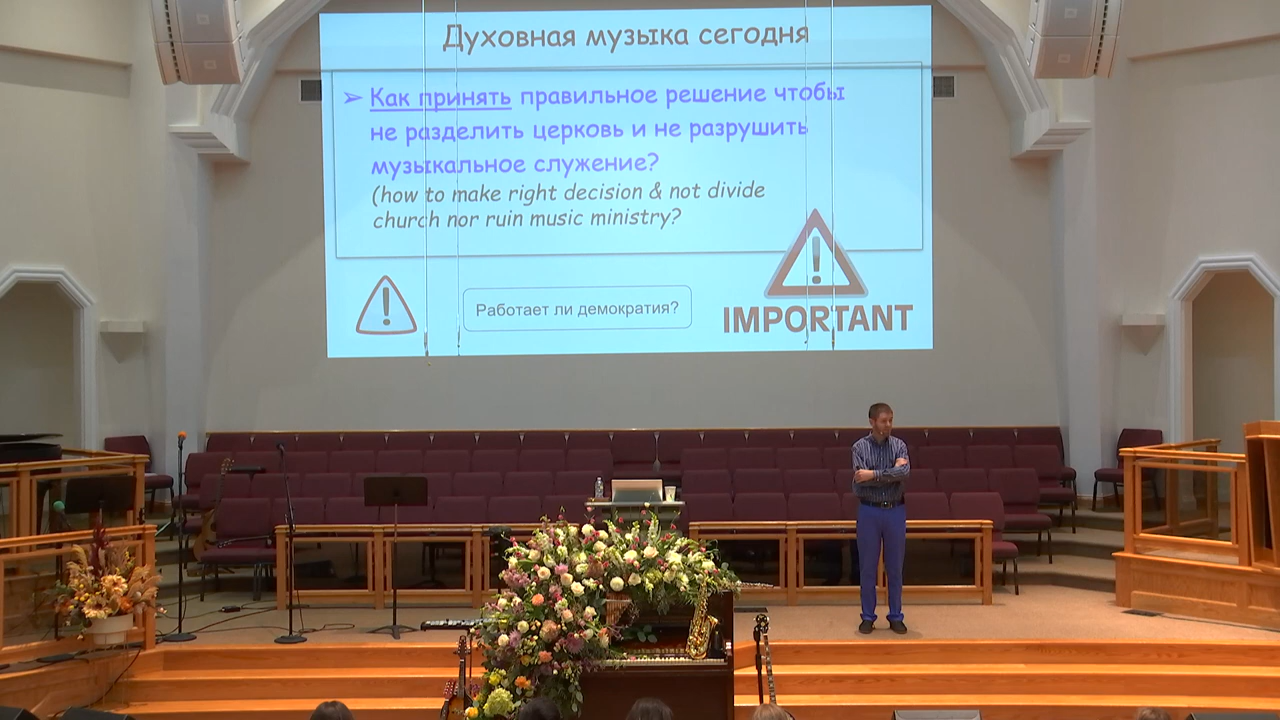 Духовная музыка сегодня
➢ Как принять правильное решение чтобы
не разделить церковь и не разрушить
музыкальное служение?
(how to make right decision & not divide
church nor ruin music ministry?
!
!
Работает ли демократия?
IMPORTANT